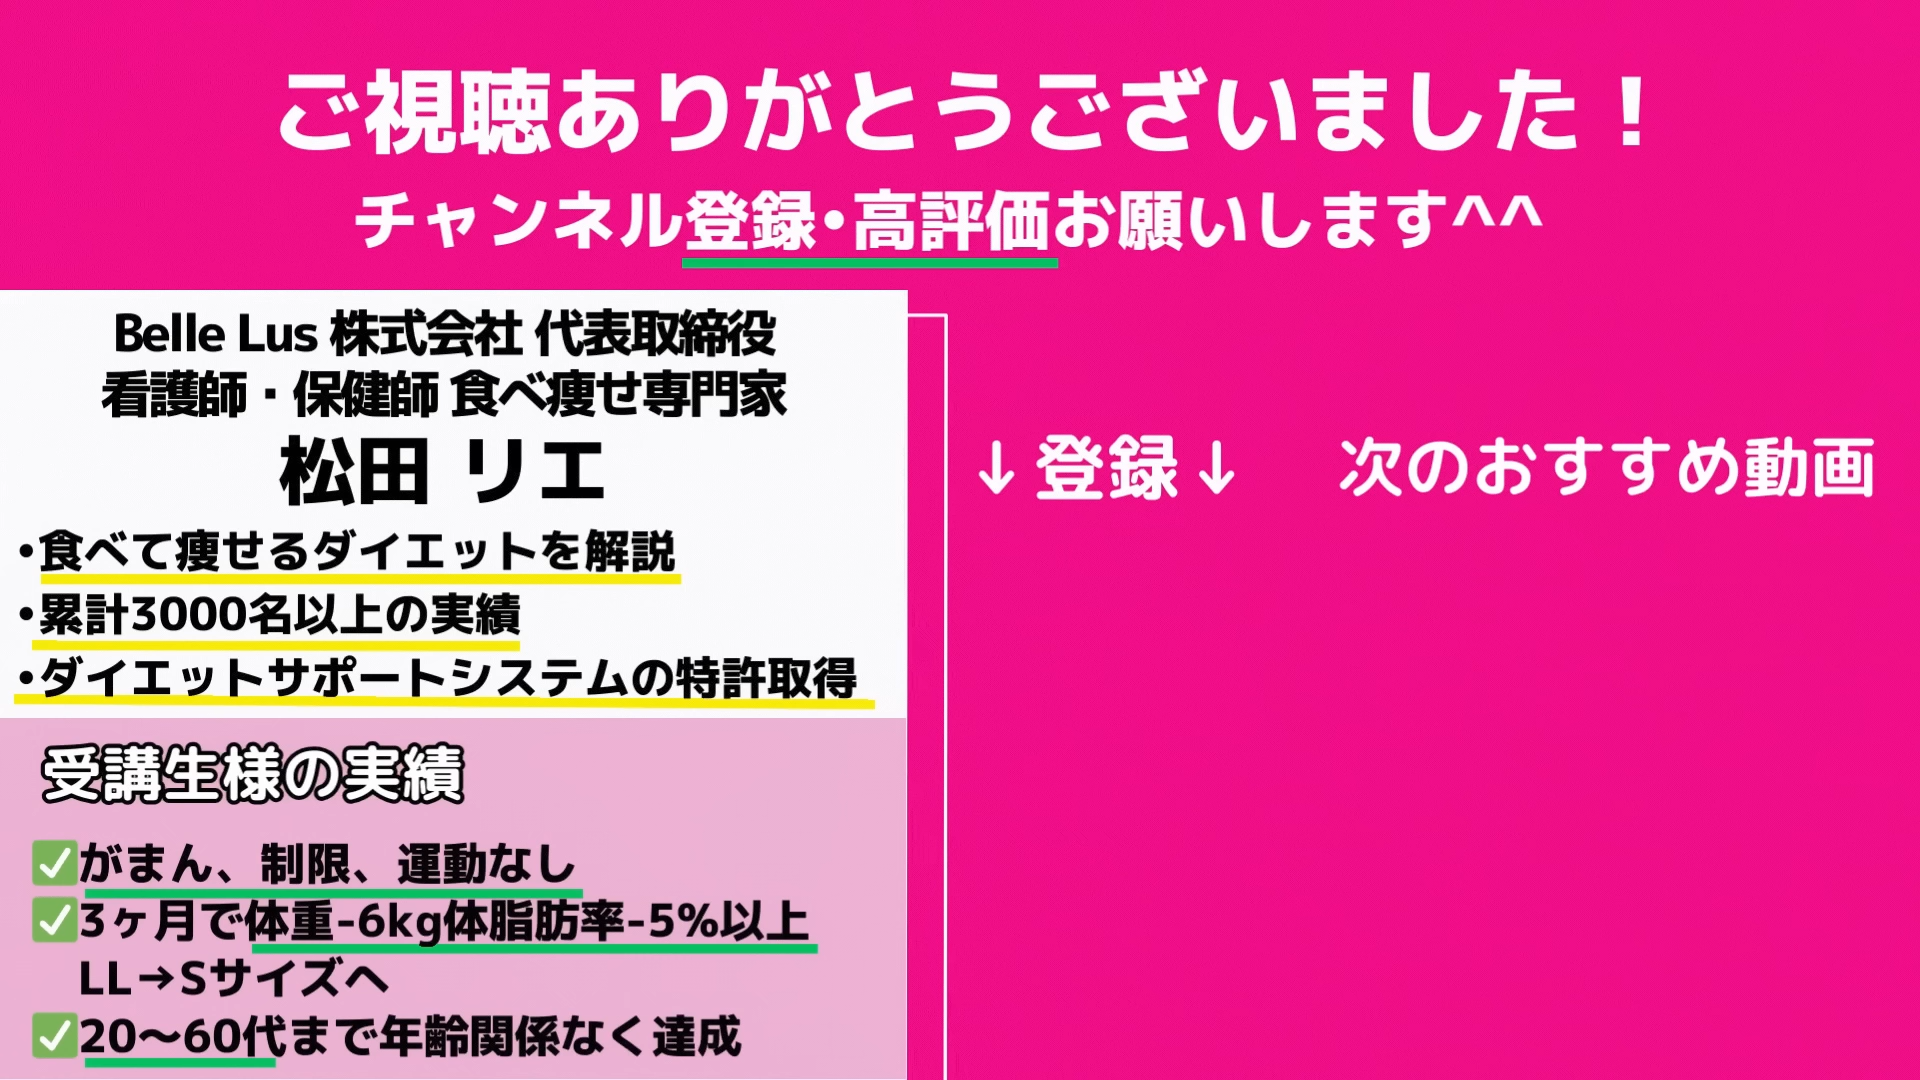 ご視聴ありがとうございました！
チャンネル登録・高評価お願いします^^
Belle Lus 株式会社 代表取締役
看護師・保健師 食べ痩せ専門家
松田 リエ
・食べて痩せるダイエットを解説
・累計3000名以上の実績
・ダイエットサポートシステムの特許取得
受講生様の実績
✅がまん、制限、運動なし
✅3ヶ月で体重-6kg体脂肪率-5%以上
LL→Sサイズへ
✅20〜60代まで年齢関係なく達成
↓登録↓
次のおすすめ動画